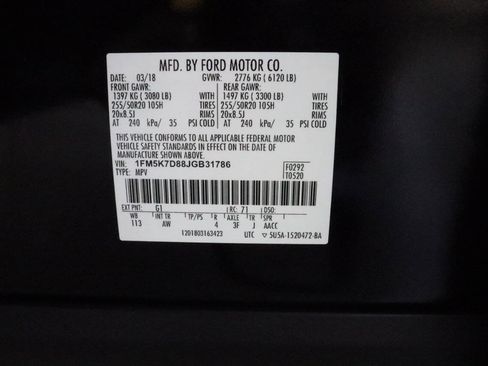 MFD. BY FORD MOTOR CO.
DATE: 03/18 GVWR: 2776 KG ( 6120 LB)
FRONT GAWR: REAR GAWR:
1397 KG ( 3080 LB) WITH 1497 KG ( 3300 LB) WITH
255/50R20 105H TIRES 255/50R20 105H TIRES
20x8.5J RIMS 20x8.5J RIMS
AT 240 kPa/ 35 PSI COLD AT 240 kPa/ 35 PSI COLD
THIS VEHICLE CONFORMS TO ALL APPLICABLE FEDERAL MOTOR
VEHICLE SAFETY STANDARDS IN EFFECT ON THE DATE OF
MANUFACTURE SHOWN ABOVE.
VIN: 1FM5K7D88JGB31786 F0292
TYPE: MPV T0520
EXT PNT: G1 RC: 71 DSO:
WB INT TR TP/PS R AXLE TR SPR
113 AW 4 3F J AACC
1201803163423 UTC ▽ 5U5A-1520472-BA